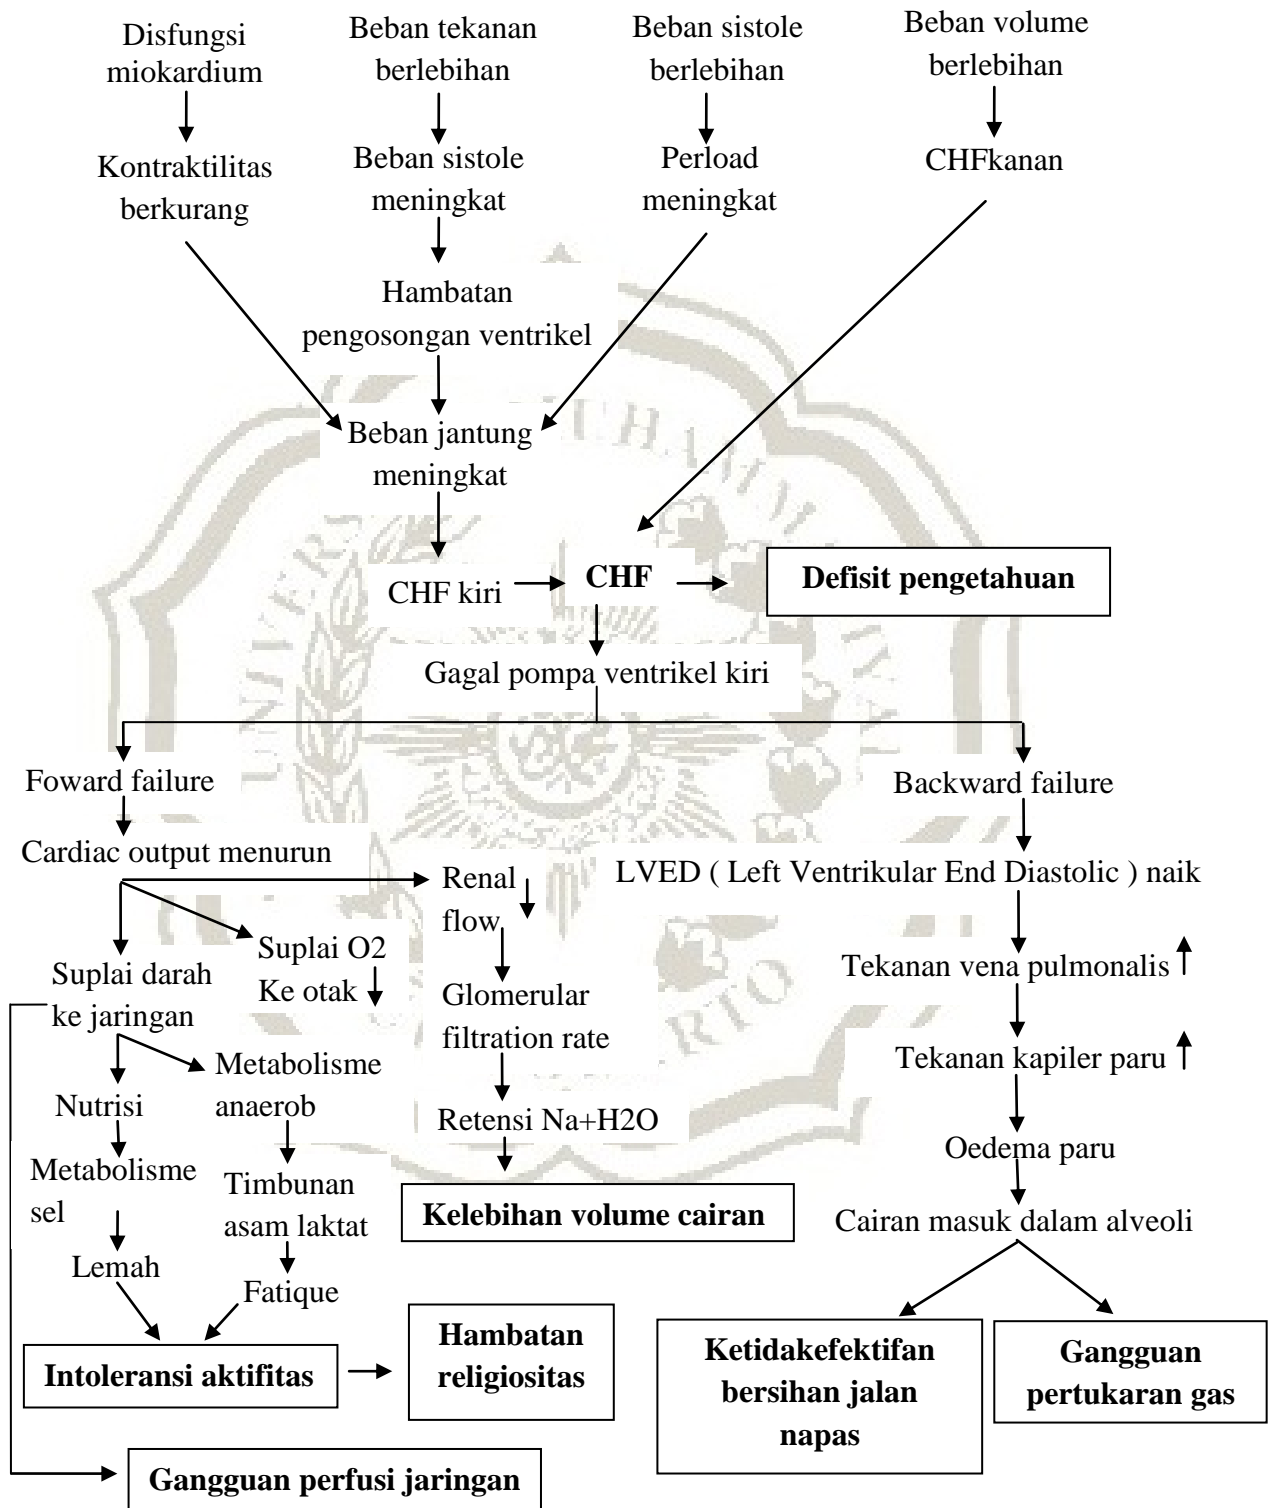 Disfungsi
miokardium
Beban tekanan
berlebihan
Beban sistole
berlebihan
Beban volume
berlebihan
Kontraktilitas
berkurang
Beban sistole
meningkat
Perload
meningkat
CHFkanan
Hambatan
pengosongan ventrikel
Beban jantung
meningkat
CHF kiri
CHF
Defisit pengetahuan
Gagal pompa ventrikel kiri
Foward failure
Backward failure
Cardiac output menurun
LVED ( Left Ventrikular End Diastolic ) naik
Renal
flow
Suplai O2
Ke otak
Suplai darah
ke jaringan
Tekanan vena pulmonalis
Glomerular
filtration rate
Metabolisme
anaerob
Tekanan kapiler paru
Nutrisi
Retensi Na+H2O
Oedema paru
Metabolisme
sel
Timbunan
asam laktat
Kelebihan volume cairan
Cairan masuk dalam alveoli
Lemah
Fatique
Intoleransi aktifitas
Hambatan
religiositas
Ketidakefektifan
bersihan jalan
napas
Gangguan
pertukaran gas
Gangguan perfusi jaringan